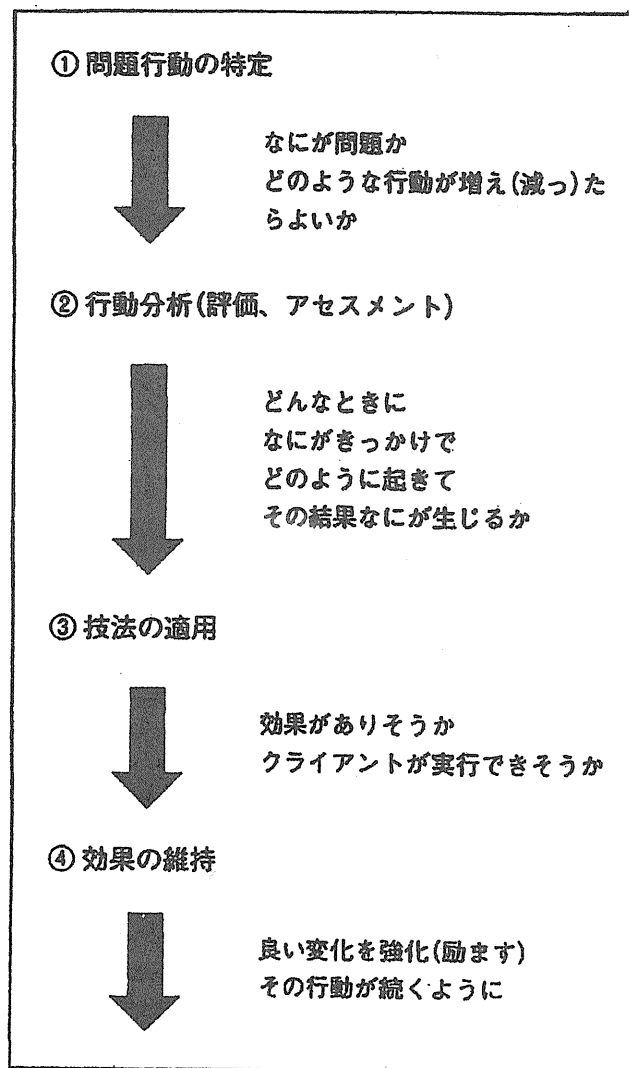 ① 問題行動の特定
なにが問題か
どのような行動が増え(減っ)た
らよいか
② 行動分析(評価、アセスメント)
どんなときに
なにがきっかけで
どのように起きて
その結果なにが生じるか
③ 技法の適用
効果がありそうか
クライアントが実行できそうか
④ 効果の維持
良い変化を強化(励ます)
その行動が続くように